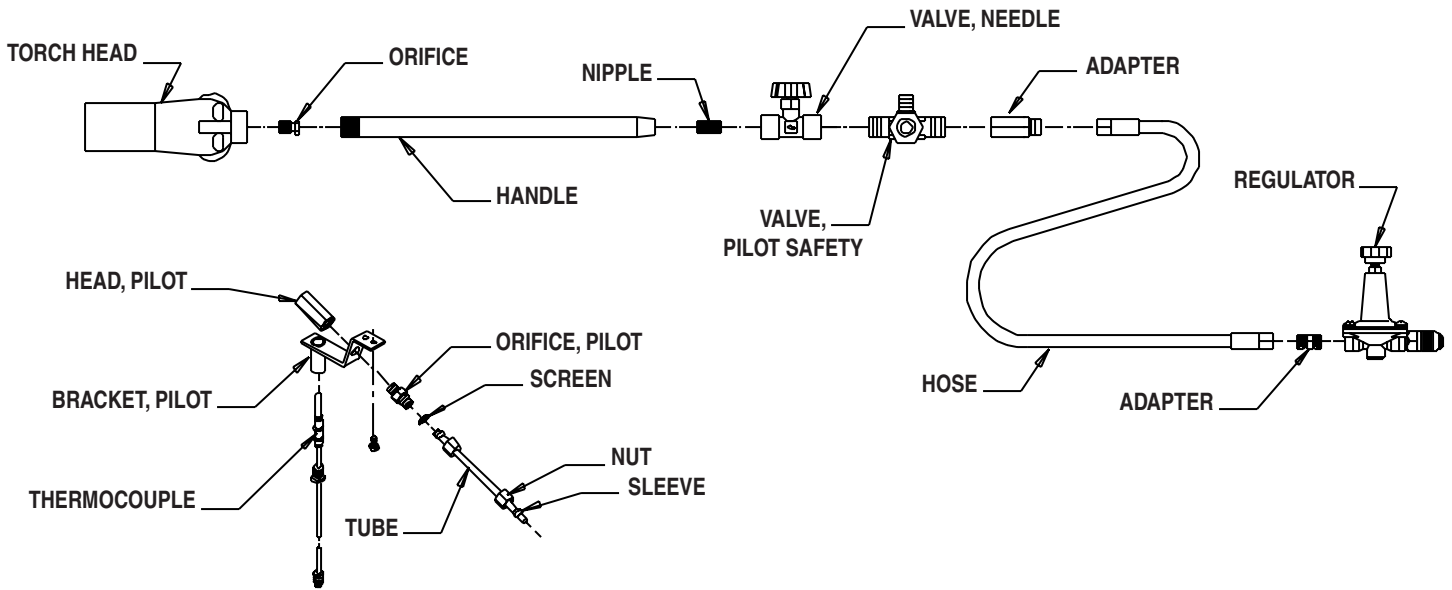 VALVE, NEEDLE
TORCH HEAD
ORIFICE
NIPPLE
ADAPTER
HANDLE
VALVE,
PILOT SAFETY
REGULATOR
HEAD, PILOT
ORIFICE, PILOT
SCREEN
BRACKET, PILOT
HOSE
ADAPTER
NUT
SLEEVE
THERMOCOUPLE
TUBE